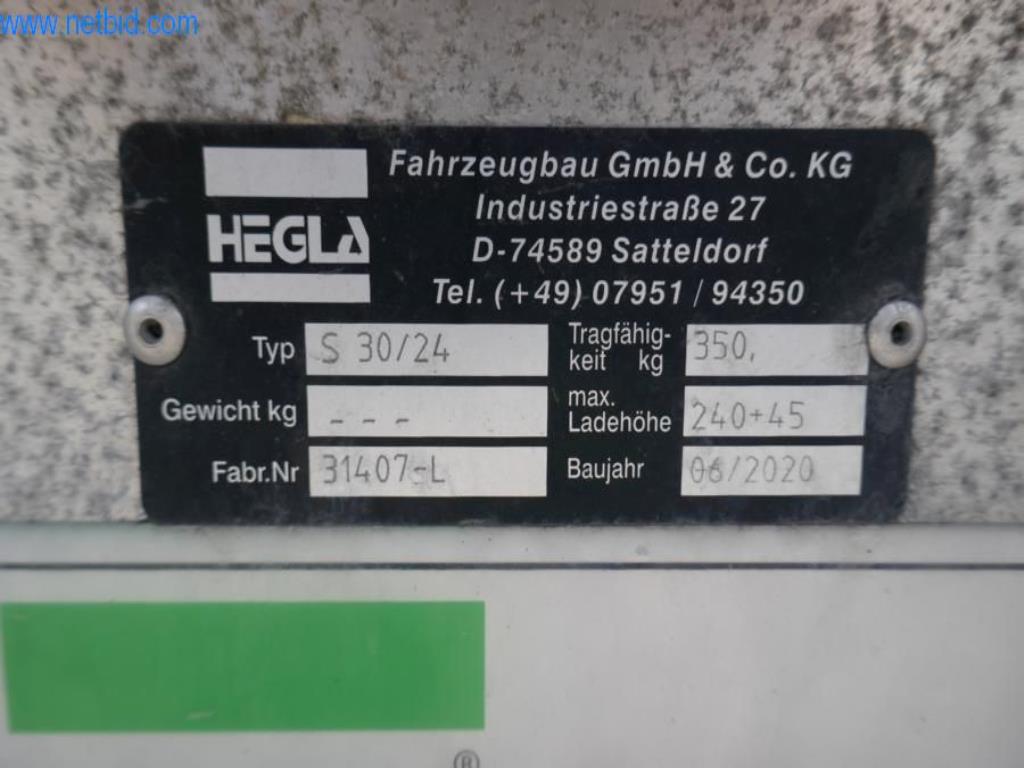 www.netbid.com
Fahrzeugbau GmbH & Co. KG
Industriestraße 27
HEGLA
D-74589 Satteldorf
Tel. (+49) 07951 / 94350
Typ S 30/24
Tragfähig-
keit kg 350,
Gewicht kg - - -
max.
Ladehöhe 240+45
Fabr.Nr 31407-L
Baujahr 06/2020
®